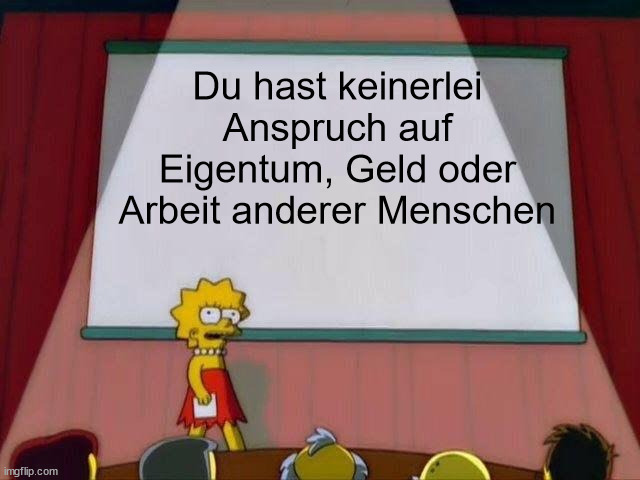 Du hast keinerlei
Anspruch auf
Eigentum, Geld oder
Arbeit anderer Menschen
imgflip.com